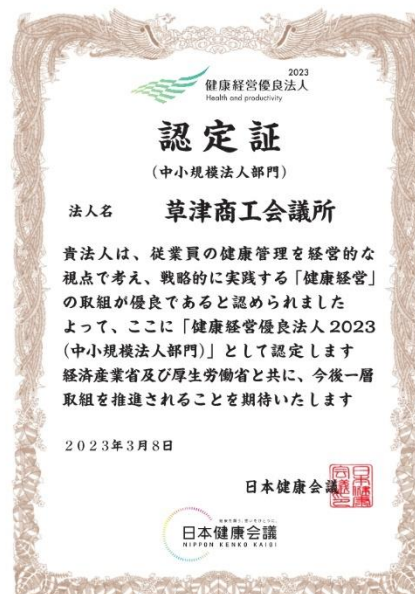 2023
健康経営優良法人
Health and productivity
認定証
(中小規模法人部門)
法人名 草津商工会議所
貴法人は、従業員の健康管理を経営的な
視点で考え、戦略的に実践する「健康経営」
の取組が優良であると認められました
よって、ここに「健康経営優良法人2023
(中小規模法人部門)」として認定します
経済産業省及び厚生労働省と共に、今後一層
取組を推進されることを期待いたします
2023年3月8日
日本健康会議
日本健康会議
NIPPON KENKO KAIGI